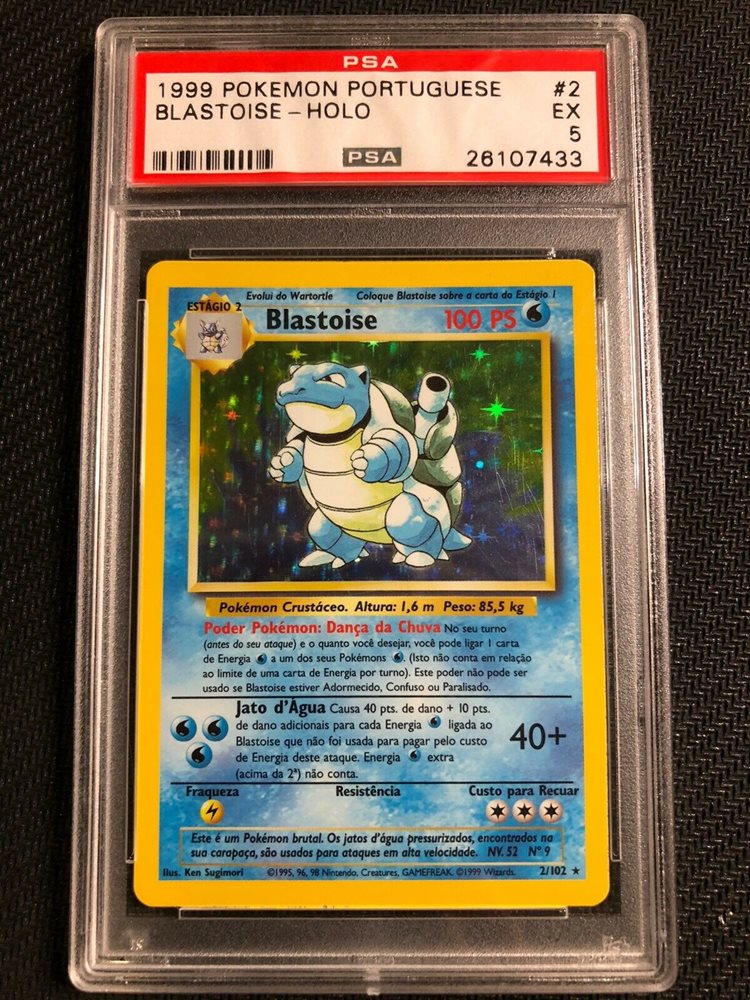 PSA
1999 POKEMON PORTUGUESE #2
BLASTOISE - HOLO EX
5
PSA 26107433
Evolui do Wartortle Coloque Blastoise sobre a carta do Estágio 1
ESTÁGIO 2
Blastoise 100 PS
Pokémon Crustáceo. Altura: 1,6 m Peso: 85,5 kg
Poder Pokémon: Dança da Chuva No seu turno
(antes do seu ataque) e o quanto você desejar, você pode ligar 1 carta
de Energia a um dos seus Pokémons . (Isto não conta em relação
ao limite de uma carta de Energia por turno). Este poder não pode ser
usado se Blastoise estiver Adormecido, Confuso ou Paralisado.
Jato d'Água Causa 40 pts. de dano + 10 pts.
de dano adicionais para cada Energia ligada ao
Blastoise que não foi usada para pagar pelo custo
de Energia deste ataque. Energia extra
(acima da 2ª) não conta.
40+
Fraqueza Resistência Custo para Recuar
Este é um Pokémon brutal. Os jatos d'água pressurizados, encontrados na
sua carapaça, são usados para ataques em alta velocidade. NV. 52 Nº 9
Ilus. Ken Sugimori ©1995, 96, 98 Nintendo, Creatures, GAMEFREAK. ©1999 Wizards. 2/102 ★